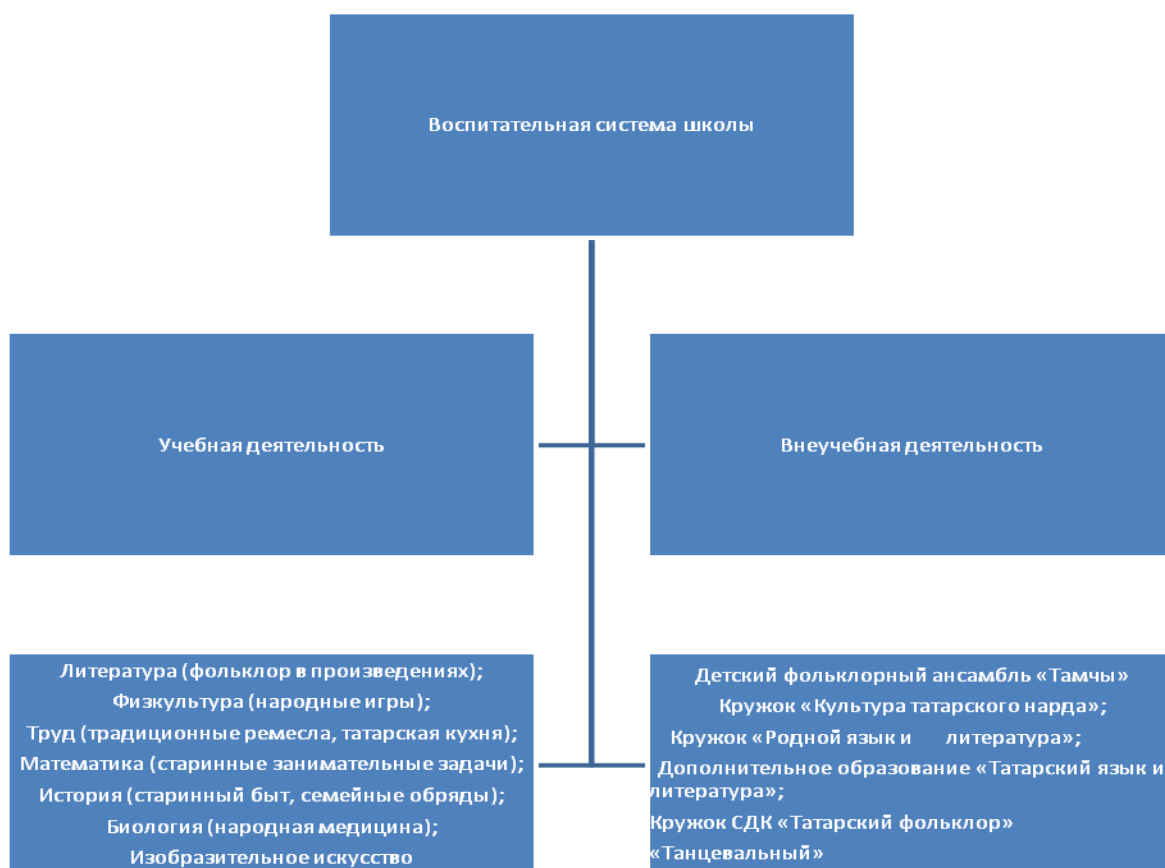 Воспитательная система школы
Учебная деятельность
Внеучебная деятельность
Литература (фольклор в произведениях);
Физкультура (народные игры);
Труд (традиционные ремесла, татарская кухня);
Математика (старинные занимательные задачи);
История (старинный быт, семейные обряды);
Биология (народная медицина);
Изобразительное искусство
Детский фольклорный ансамбль «Тамчы»
Кружок «Культура татарского нарда»;
Кружок «Родной язык и литература»;
Дополнительное образование «Татарский язык и
литература»;
Кружок СДК «Татарский фольклор»
«Танцевальный»